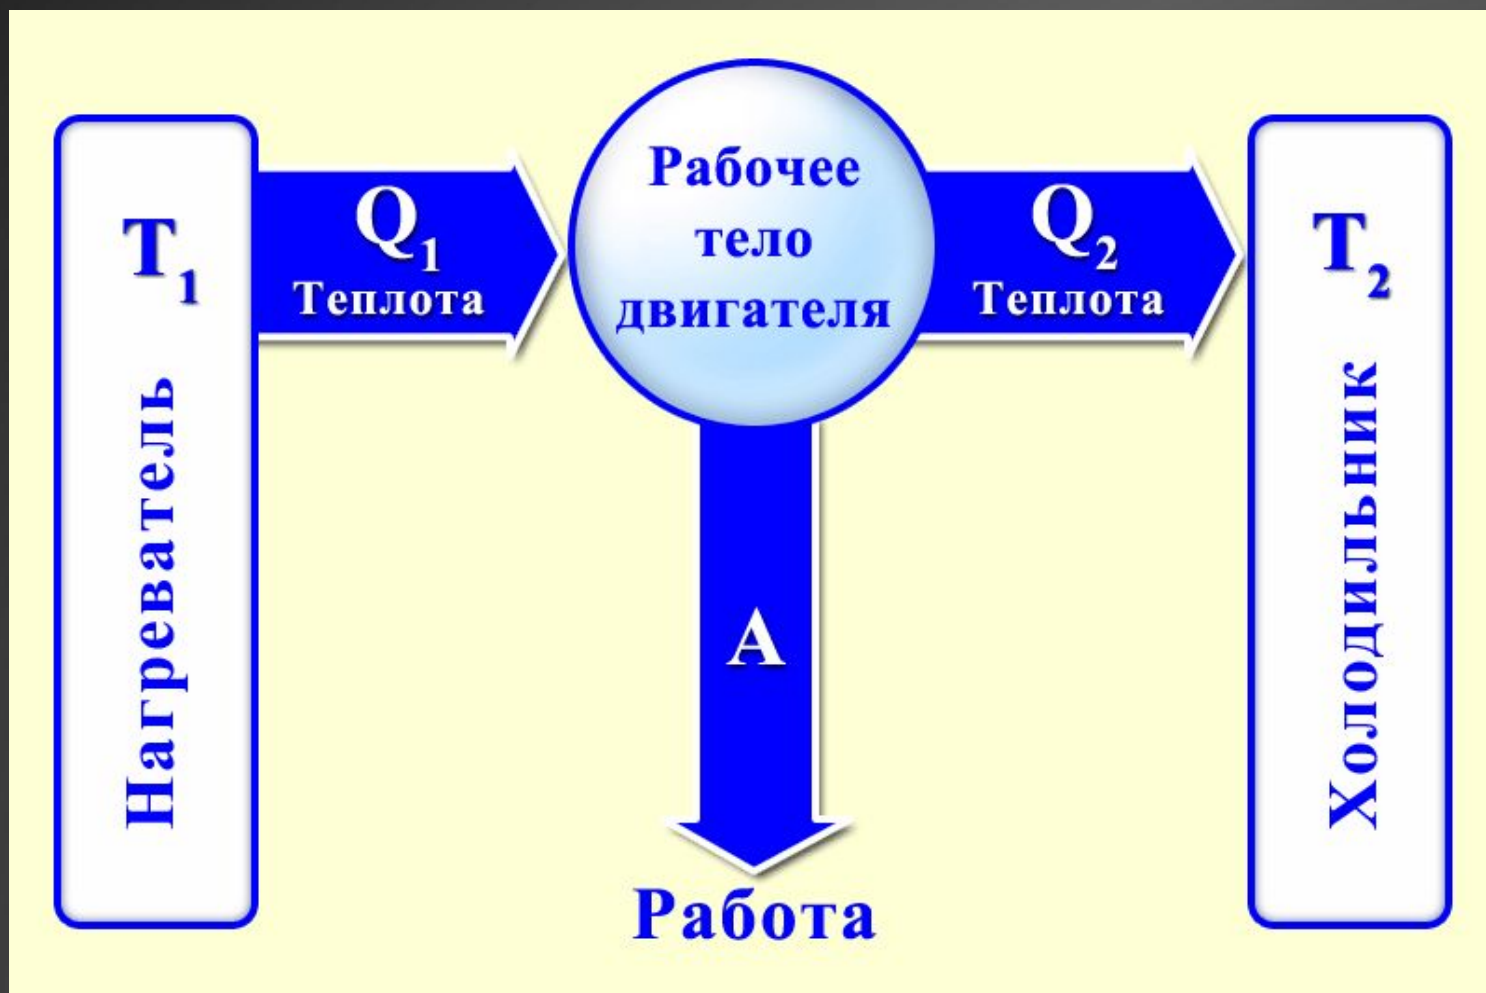 T1
Нагреватель
Q1
Теплота
Рабочее
тело
двигателя
Q2
Теплота
T2
Холодильник
A
Работа